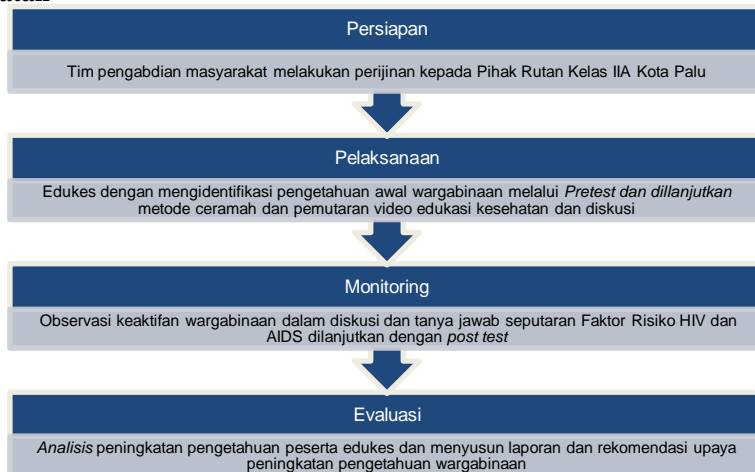 Persiapan
Tim pengabdian masyarakat melakukan perijinan kepada Pihak Rutan Kelas IIA Kota Palu
Pelaksanaan
Edukes dengan mengidentifikasi pengetahuan awal wargabinaan melalui Pretest dan dillanjutkan
metode ceramah dan pemutaran video edukasi kesehatan dan diskusi
Monitoring
Observasi keaktifan wargabinaan dalam diskusi dan tanya jawab seputaran Faktor Risiko HIV dan
AIDS dilanjutkan dengan post test
Evaluasi
Analisis peningkatan pengetahuan peserta edukes dan menyusun laporan dan rekomendasi upaya
peningkatan pengetahuan wargabinaan